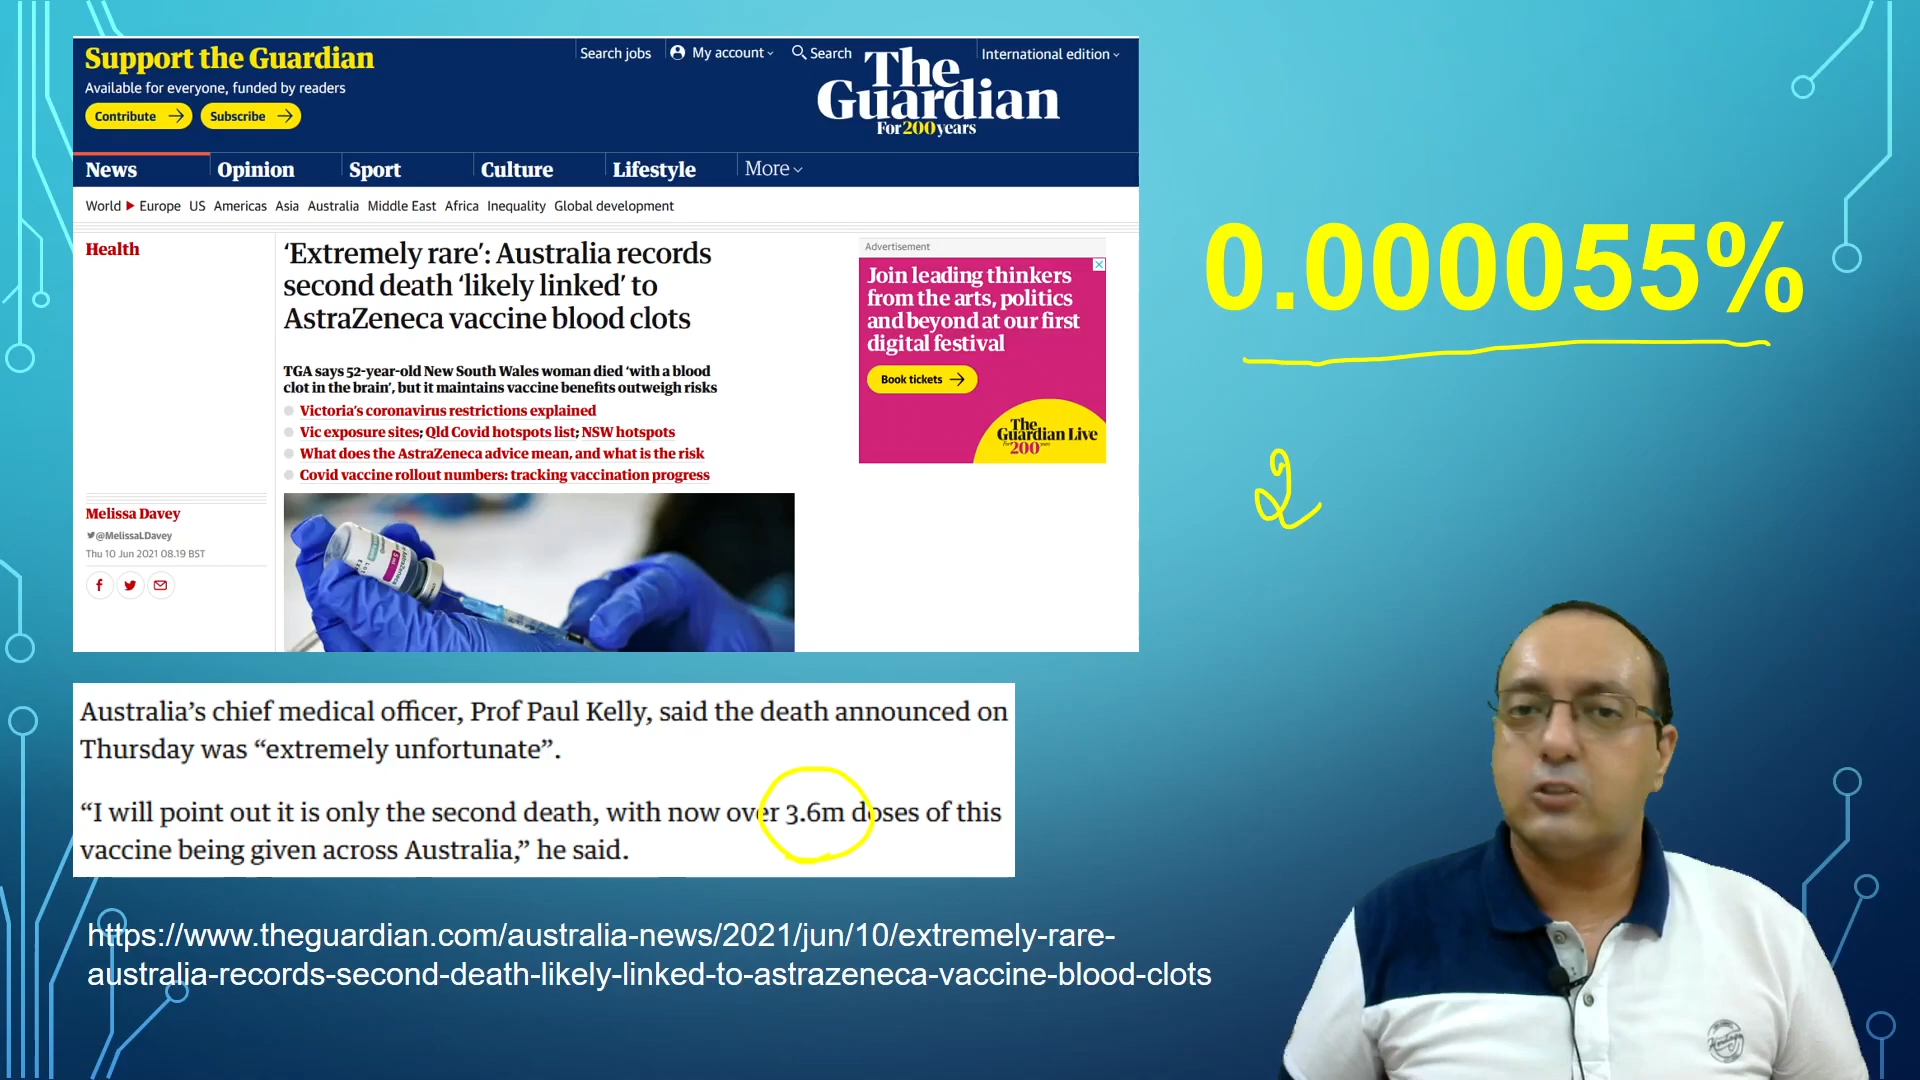 Support the Guardian
Available for everyone, funded by readers
Contribute
Subscribe
Search jobs
My account
Search
International edition
The
Guardian
For 200 years
News
Opinion
Sport
Culture
Lifestyle
More
World Europe US Americas Asia Australia Middle East Africa Inequality Global development
Health
‘Extremely rare’: Australia records
second death ‘likely linked’ to
AstraZeneca vaccine blood clots
TGA says 52-year-old New South Wales woman died ‘with a blood
clot in the brain’, but it maintains vaccine benefits outweigh risks
Victoria’s coronavirus restrictions explained
Vic exposure sites; Qld Covid hotspots list; NSW hotspots
What does the AstraZeneca advice mean, and what is the risk
Covid vaccine rollout numbers: tracking vaccination progress
Melissa Davey
@MelissaLDavey
Thu 10 Jun 2021 08.19 BST
Advertisement
Join leading thinkers
from the arts, politics
and beyond at our first
digital festival
Book tickets
The
Guardian Live
For 200 years
0.000055%
2
Australia’s chief medical officer, Prof Paul Kelly, said the death announced on
Thursday was “extremely unfortunate”.
“I will point out it is only the second death, with now over 3.6m doses of this
vaccine being given across Australia,” he said.
https://www.theguardian.com/australia-news/2021/jun/10/extremely-rare-
australia-records-second-death-likely-linked-to-astrazeneca-vaccine-blood-clots